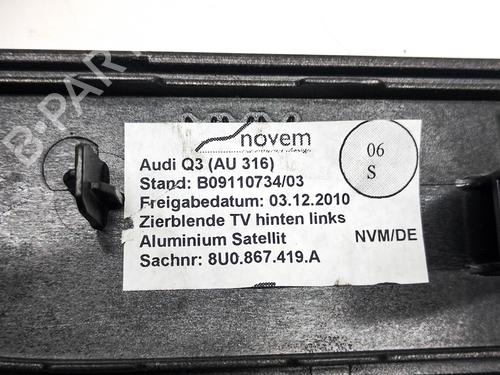 B-PARTS
novem
06
S
Audi Q3 (AU 316)
Stand: B09110734/03
Freigabedatum: 03.12.2010
Zierblende TV hinten links
Aluminium Satellit NVM/DE
Sachnr: 8U0.867.419.A